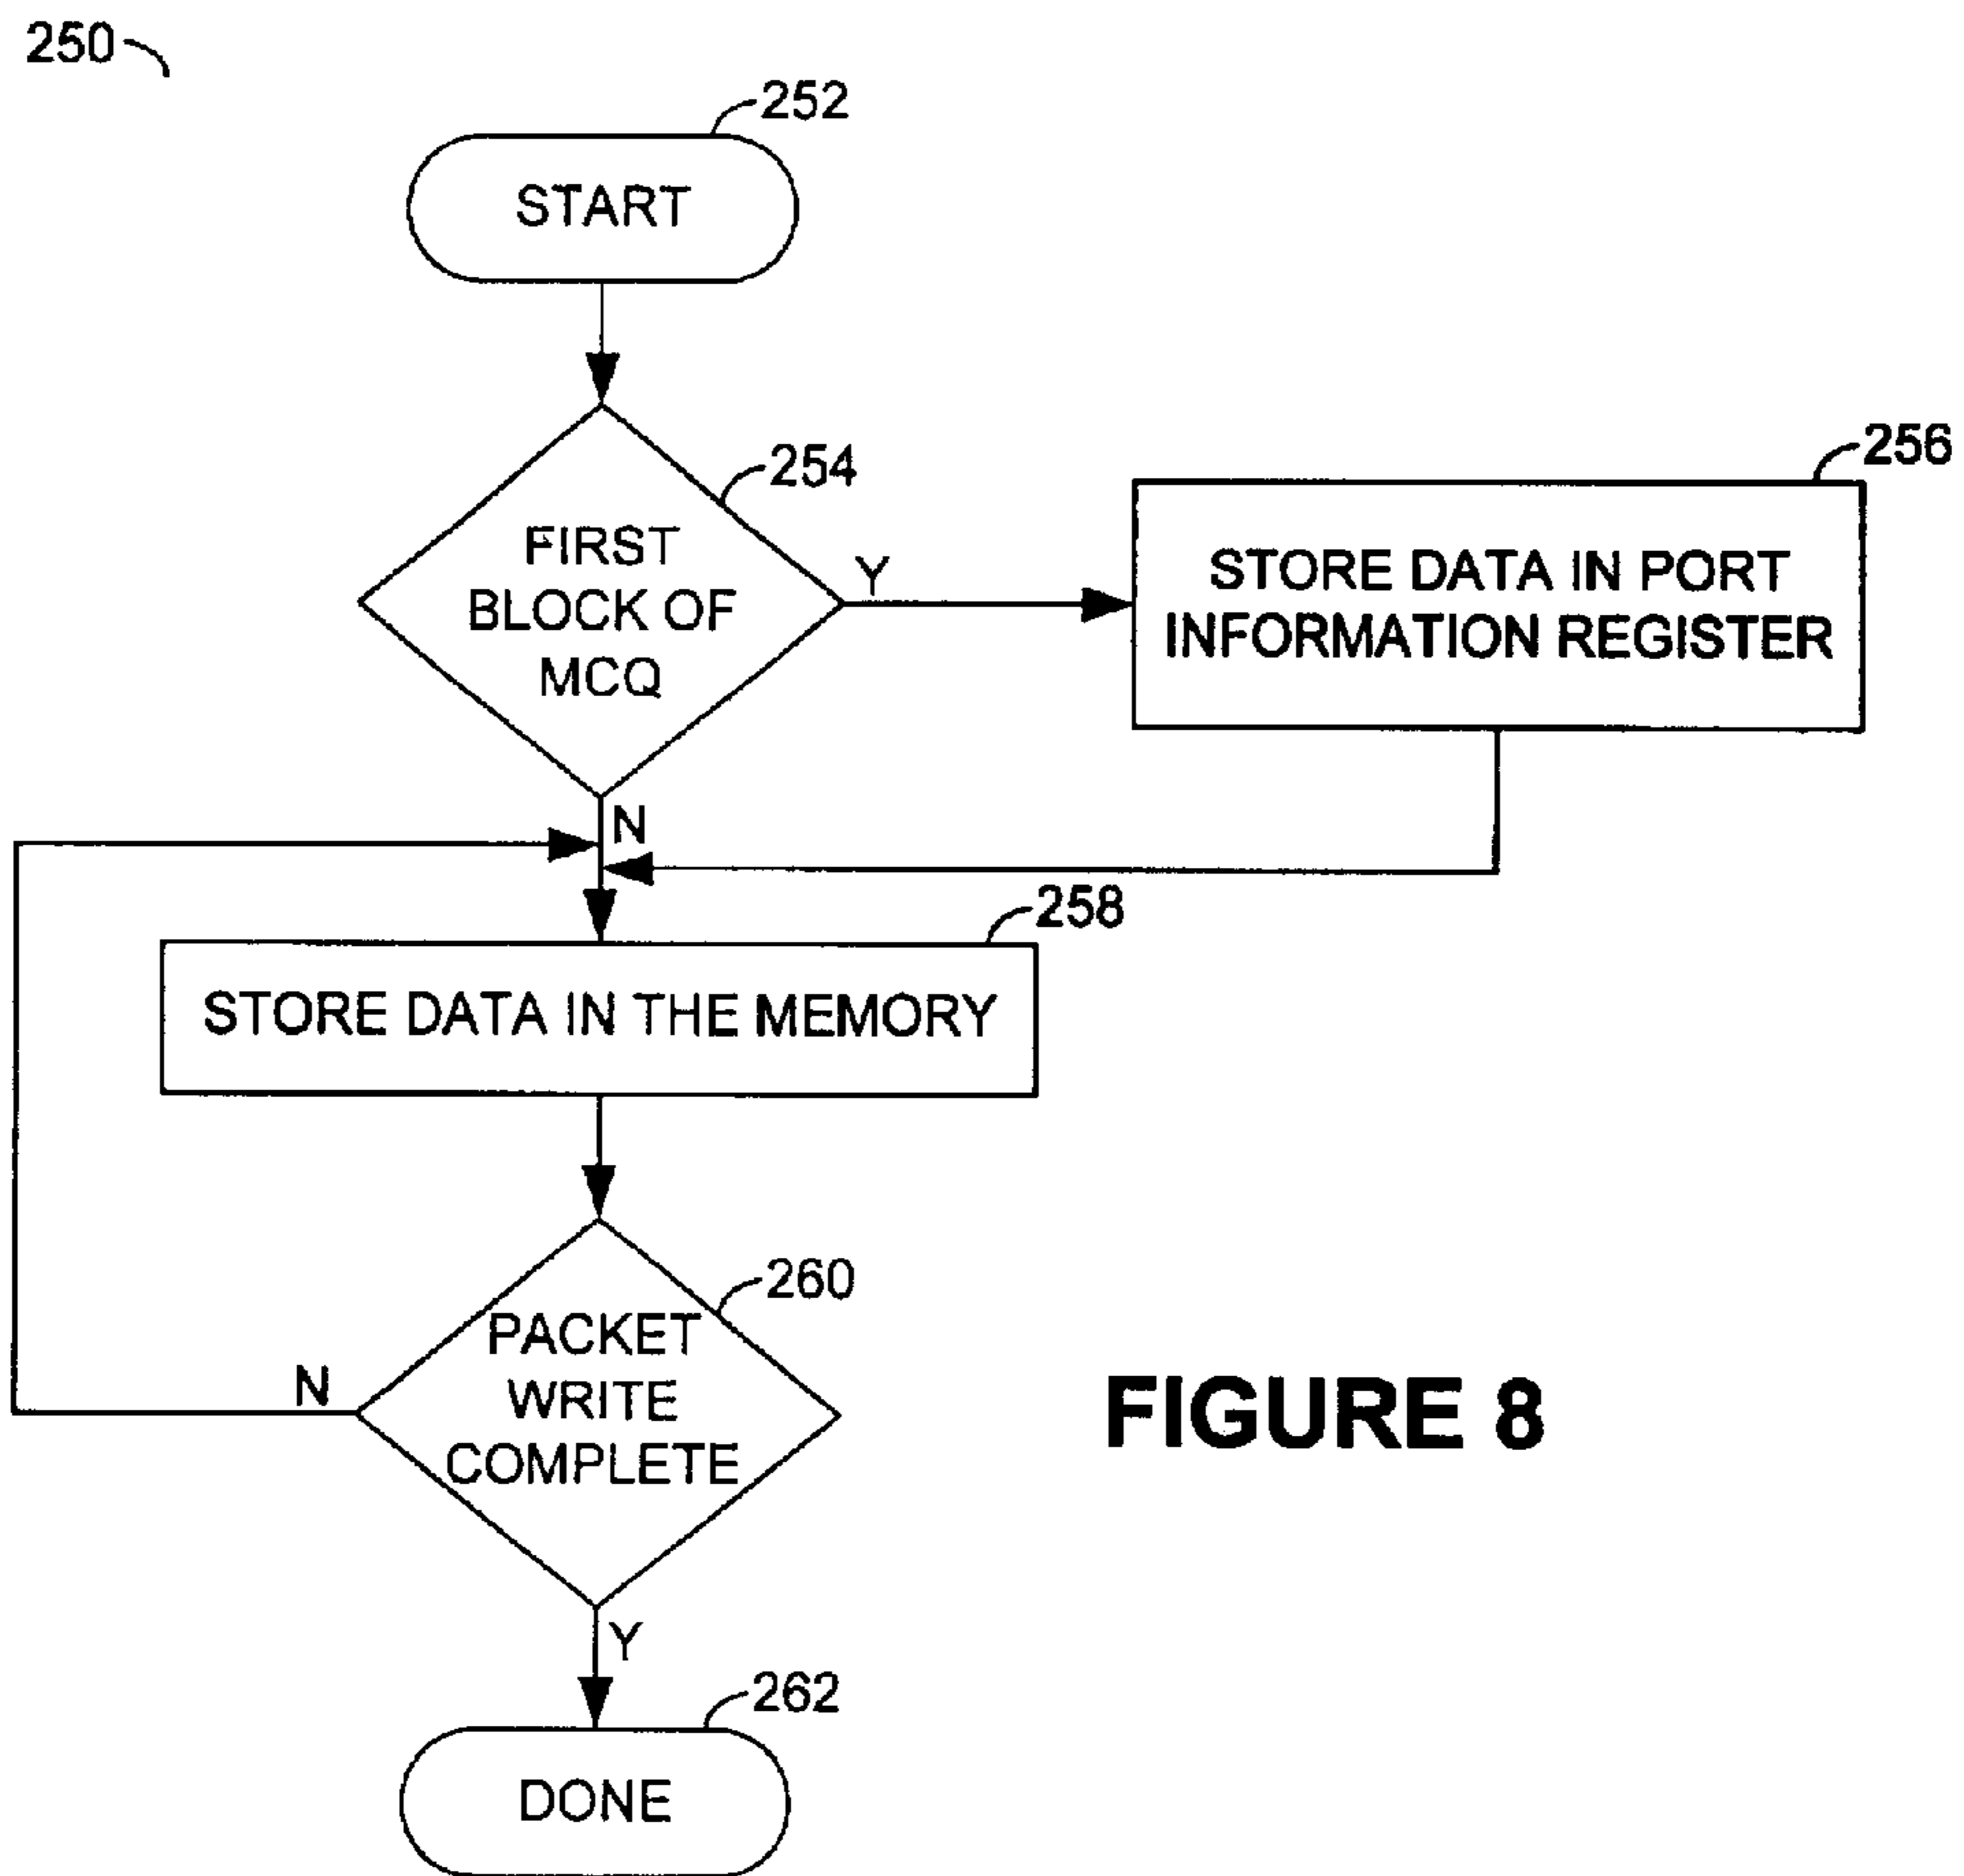 250
252
START
254
FIRST
BLOCK OF
MCQ
Y
256
STORE DATA IN PORT
INFORMATION REGISTER
N
258
STORE DATA IN THE MEMORY
260
PACKET
WRITE
COMPLETE
N
FIGURE 8
Y
262
DONE